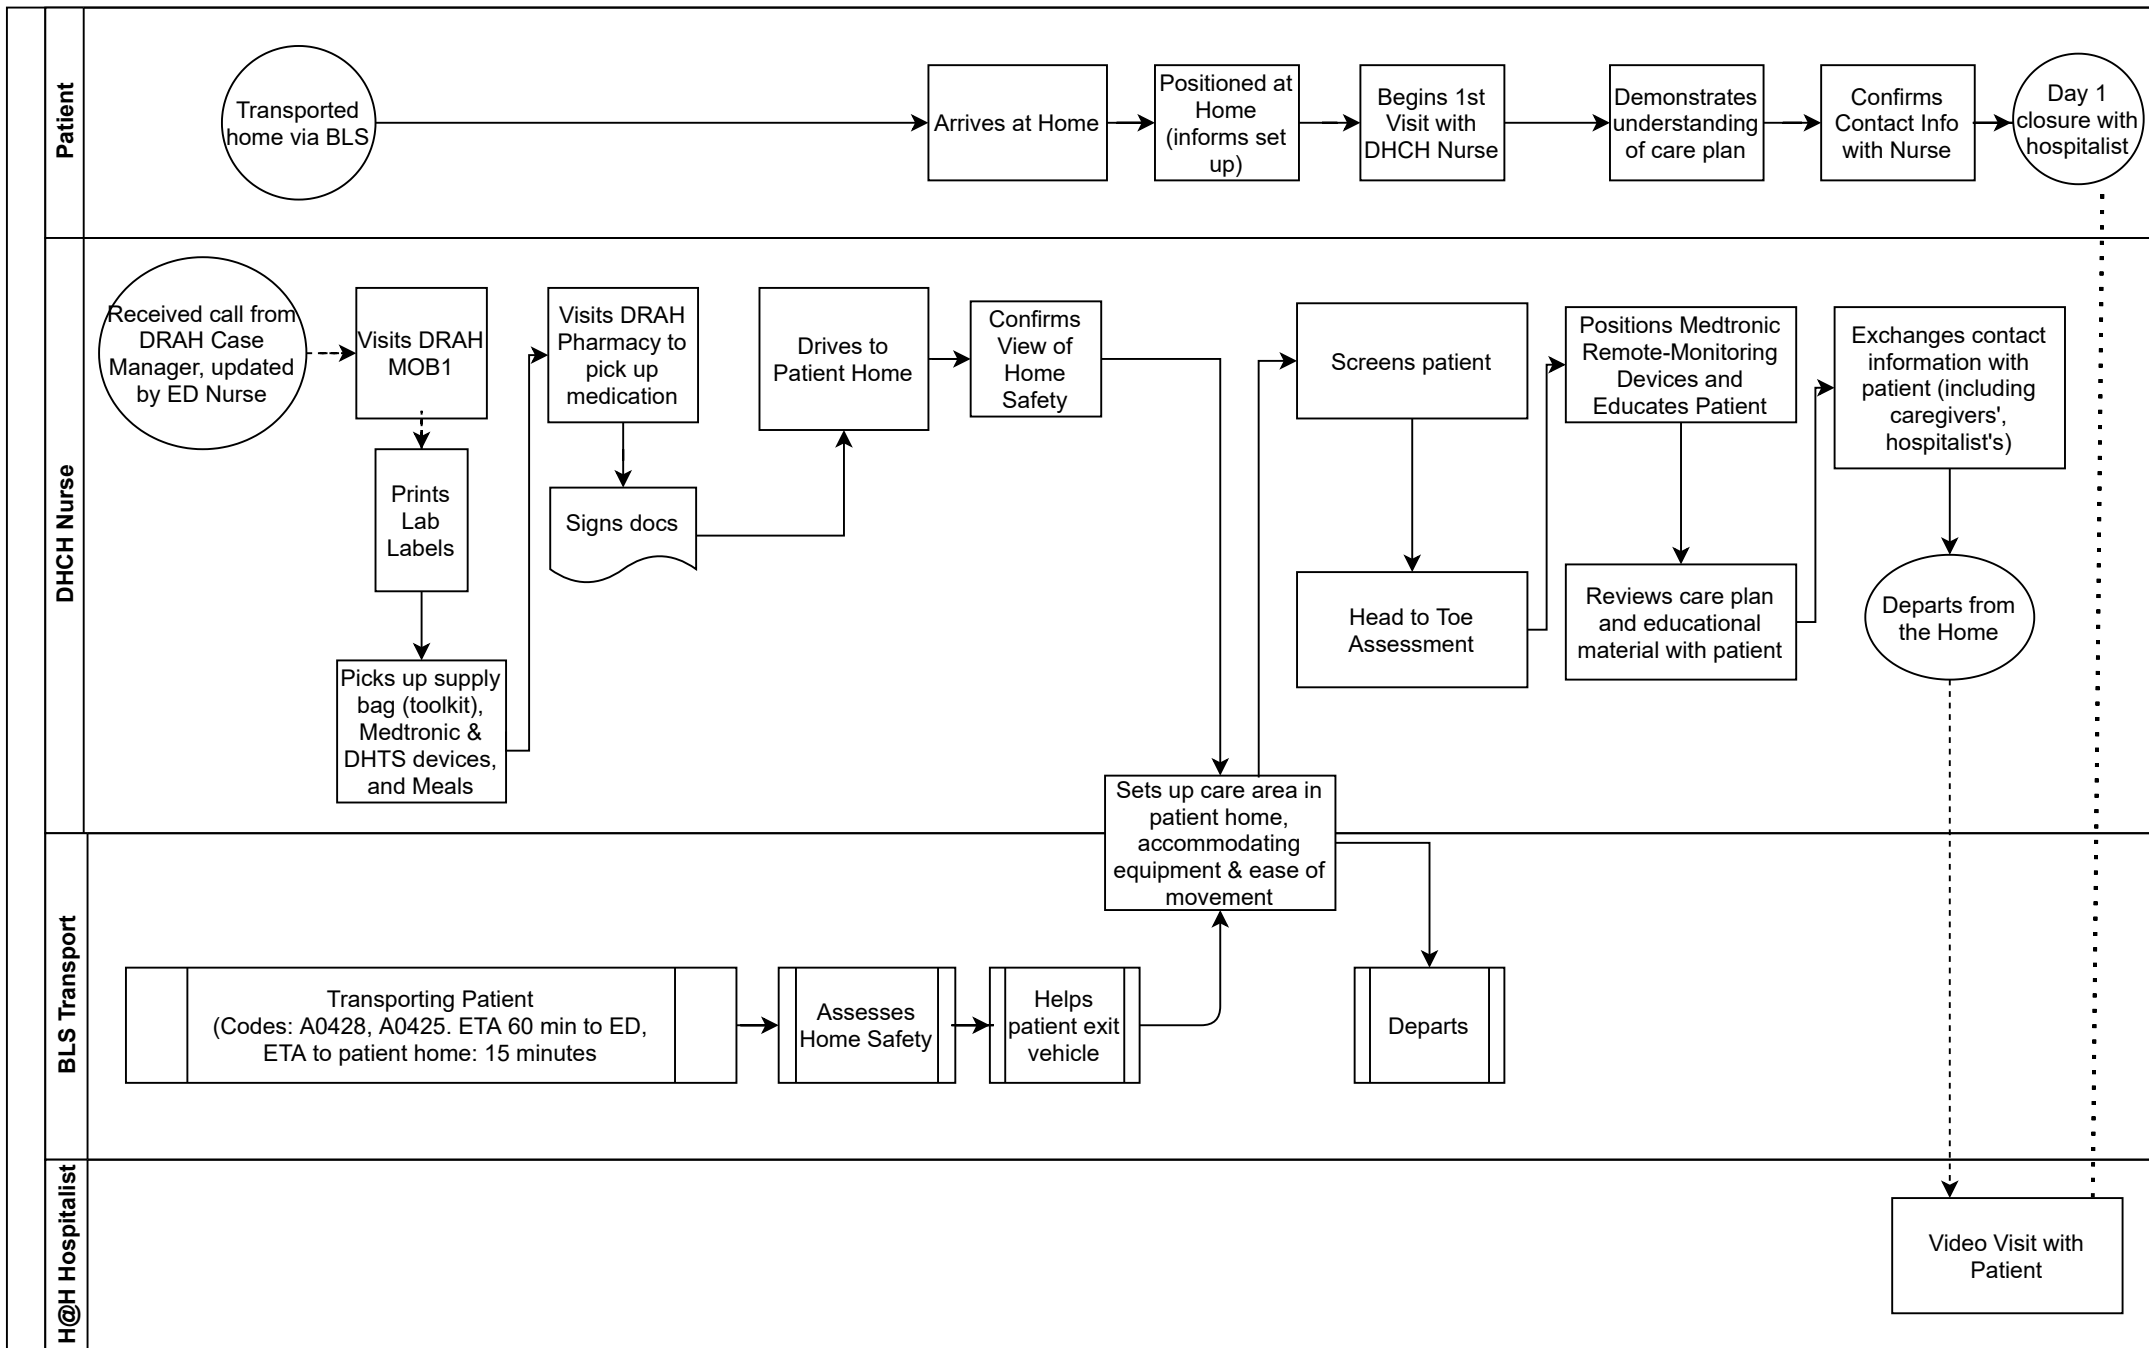 Patient
Transported
home via BLS
Arrives at Home
Positioned at
Home
(informs set
up)
Begins 1st
Visit with
DHCH Nurse
Demonstrates
understanding
of care plan
Confirms
Contact Info
with Nurse
Day 1
closure with
hospitalist
DHCH Nurse
Received call from
DRAH Case
Manager, updated
by ED Nurse
Visits DRAH
MOB1
Prints
Lab
Labels
Picks up supply
bag (toolkit),
Medtronic &
DHTS devices,
and Meals
Visits DRAH
Pharmacy to
pick up
medication
Signs docs
Drives to
Patient Home
Confirms
View of
Home
Safety
Sets up care area in
patient home,
accommodating
equipment & ease of
movement
Screens patient
Head to Toe
Assessment
Positions Medtronic
Remote-Monitoring
Devices and
Educates Patient
Reviews care plan
and educational
material with patient
Exchanges contact
information with
patient (including
caregivers',
hospitalist's)
Departs from
the Home
BLS Transport
Transporting Patient
(Codes: A0428, A0425. ETA 60 min to ED,
ETA to patient home: 15 minutes
Assesses
Home Safety
Helps
patient exit
vehicle
Departs
H@H Hospitalist
Video Visit with
Patient